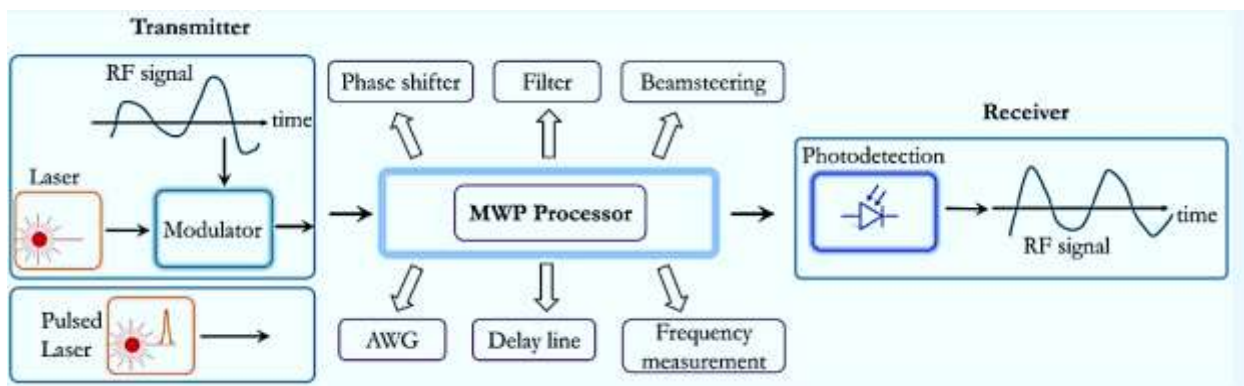 Transmitter
RF signal
time
Laser
Modulator
Pulsed
Laser
Phase shifter
Filter
Beamsteering
MWP Processor
AWG
Delay line
Frequency
measurement
Receiver
Photodetection
time
RF signal